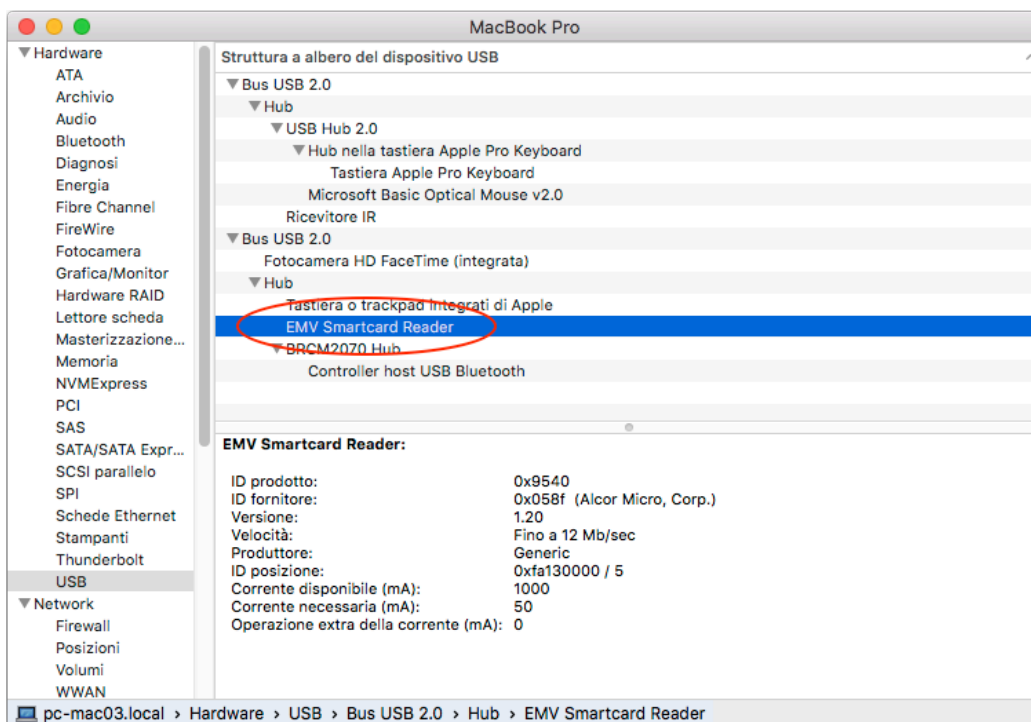 MacBook Pro
Hardware
ATA
Archivio
Audio
Bluetooth
Diagnosi
Energia
Fibre Channel
FireWire
Fotocamera
Grafica/Monitor
Hardware RAID
Lettore scheda
Masterizzazione...
Memoria
NVMExpress
PCI
SAS
SATA/SATA Expr...
SCSI parallelo
SPI
Schede Ethernet
Stampanti
Thunderbolt
USB
Network
Firewall
Posizioni
Volumi
WWAN
Struttura a albero del dispositivo USB
Bus USB 2.0
Hub
USB Hub 2.0
Hub nella tastiera Apple Pro Keyboard
Tastiera Apple Pro Keyboard
Microsoft Basic Optical Mouse v2.0
Ricevitore IR
Bus USB 2.0
Fotocamera HD FaceTime (integrata)
Hub
Tastiera o trackpad integrati di Apple
EMV Smartcard Reader
BRCM2070 Hub
Controller host USB Bluetooth
EMV Smartcard Reader:
ID prodotto: 0x9540
ID fornitore: 0x058f (Alcor Micro, Corp.)
Versione: 1.20
Velocità: Fino a 12 Mb/sec
Produttore: Generic
ID posizione: 0xfa130000 / 5
Corrente disponibile (mA): 1000
Corrente necessaria (mA): 50
Operazione extra della corrente (mA): 0
pc-mac03.local › Hardware › USB › Bus USB 2.0 › Hub › EMV Smartcard Reader